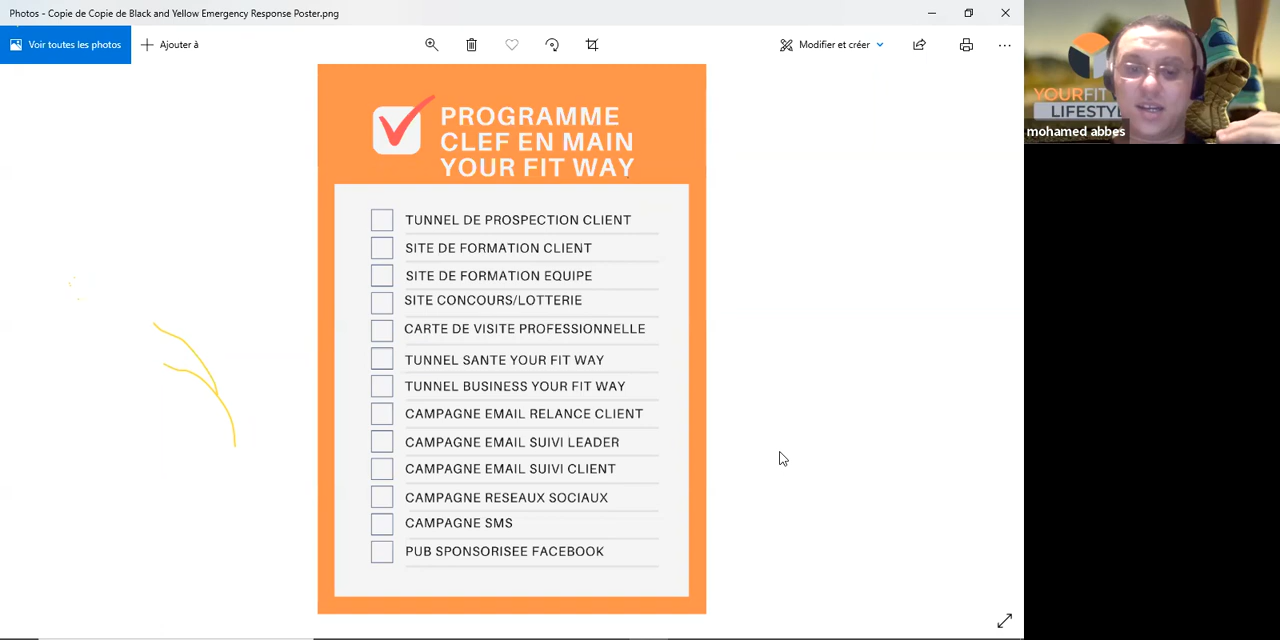 Photos - Copie de Copie de Black and Yellow Emergency Response Poster.png
Voir toutes les photos
Ajouter à
Modifier et créer
PROGRAMME
CLEF EN MAIN
YOUR FIT WAY
TUNNEL DE PROSPECTION CLIENT
SITE DE FORMATION CLIENT
SITE DE FORMATION EQUIPE
SITE CONCOURS/LOTTERIE
CARTE DE VISITE PROFESSIONNELLE
TUNNEL SANTE YOUR FIT WAY
TUNNEL BUSINESS YOUR FIT WAY
CAMPAGNE EMAIL RELANCE CLIENT
CAMPAGNE EMAIL SUIVI LEADER
CAMPAGNE EMAIL SUIVI CLIENT
CAMPAGNE RESEAUX SOCIAUX
CAMPAGNE SMS
PUB SPONSORISEE FACEBOOK
YOURFIT
LIFESTY
mohamed abbes